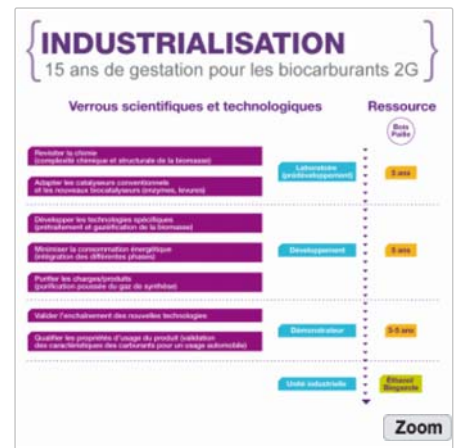 INDUSTRIALISATION
15 ans de gestation pour les biocarburants 2G
Verrous scientifiques et technologiques
Ressource
Bois
Paille
Revisiter la chimie
(complexité chimique et structurale de la biomasse)
Laboratoire
(prédéveloppement)
5 ans
Adapter les catalyseurs conventionnels
et les nouveaux biocatalyseurs (enzymes, levures)
Développer les technologies spécifiques
(prétraitement et gazéification de la biomasse)
Minimiser la consommation énergétique
(intégration des différentes phases)
Développement
5 ans
Purifier les charges/produits
(purification poussée du gaz de synthèse)
Valider l'enchaînement des nouvelles technologies
Démonstrateur
3-5 ans
Qualifier les propriétés d'usage du produit (validation
des caractéristiques des carburants pour un usage automobile)
Unité industrielle
Éthanol
Biogazole
Zoom